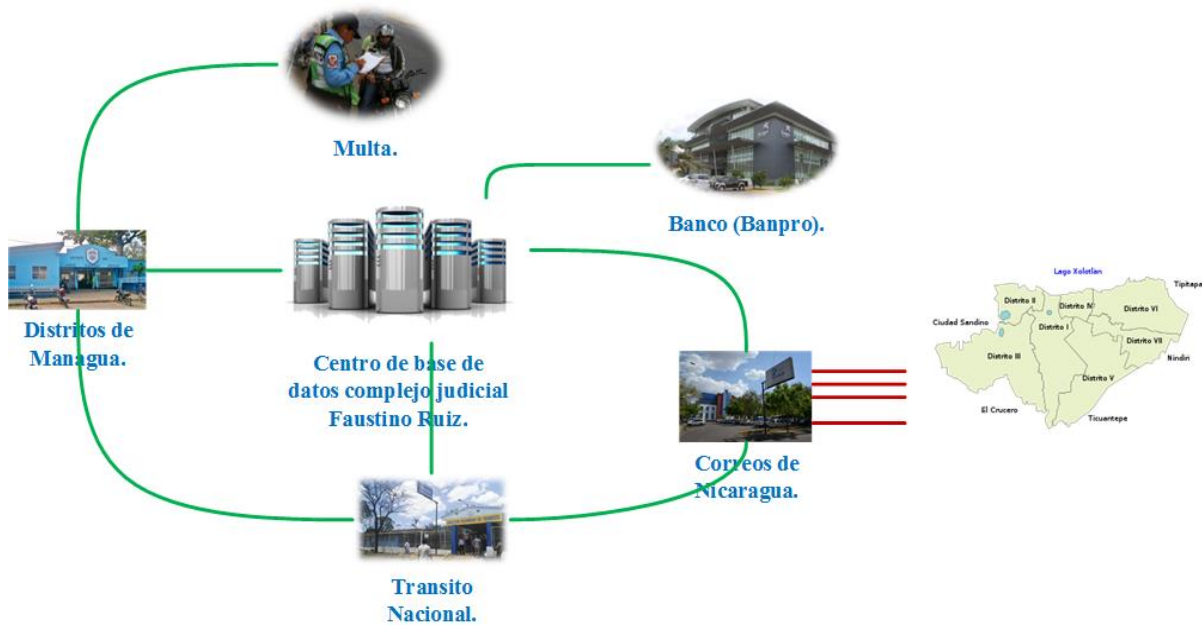 Multa.
Banco (Banpro).
Distritos de
Managua.
Centro de base de
datos complejo judicial
Faustino Ruiz.
Correos de
Nicaragua.
Transito
Nacional.
Lago Xolotlan
Tipitapa
Distrito II
Distrito IV
Distrito VI
Ciudad Sandino
Distrito I
Distrito VII
Distrito III
Nindiri
Distrito V
El Crucero
Ticuantepe